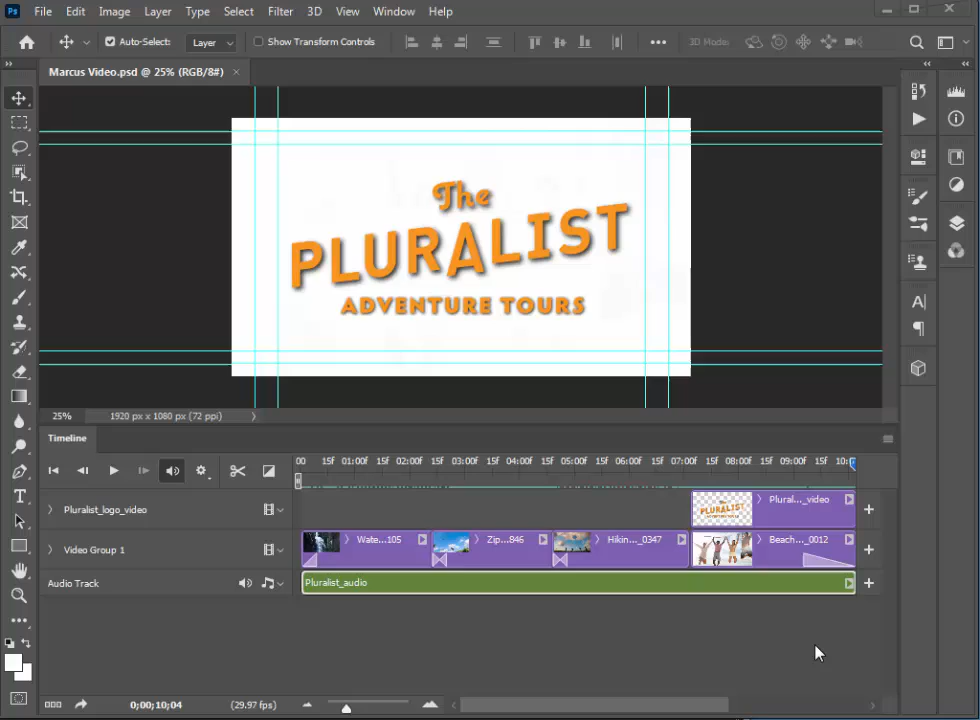 Ps File Edit Image Layer Type Select Filter 3D View Window Help
Auto-Select: Layer Show Transform Controls ••• 3D Mode:
Marcus Video.psd @ 25% (RGB/8#) ×
The
PLURALIST
ADVENTURE TOURS
25% 1920 px x 1080 px (72 ppi)
Timeline
00 15f 01:00f 15f 02:00f 15f 03:00f 15f 04:00f 15f 05:00f 15f 06:00f 15f 07:00f 15f 08:00f 15f 09:00f 15f 10:0
Pluralist_logo_video Plural..._video
Video Group 1 Wate...105 Zip...846 Hikin..._0347 Beach..._0012
Audio Track Pluralist_audio
0;00;10;04 (29.97 fps)